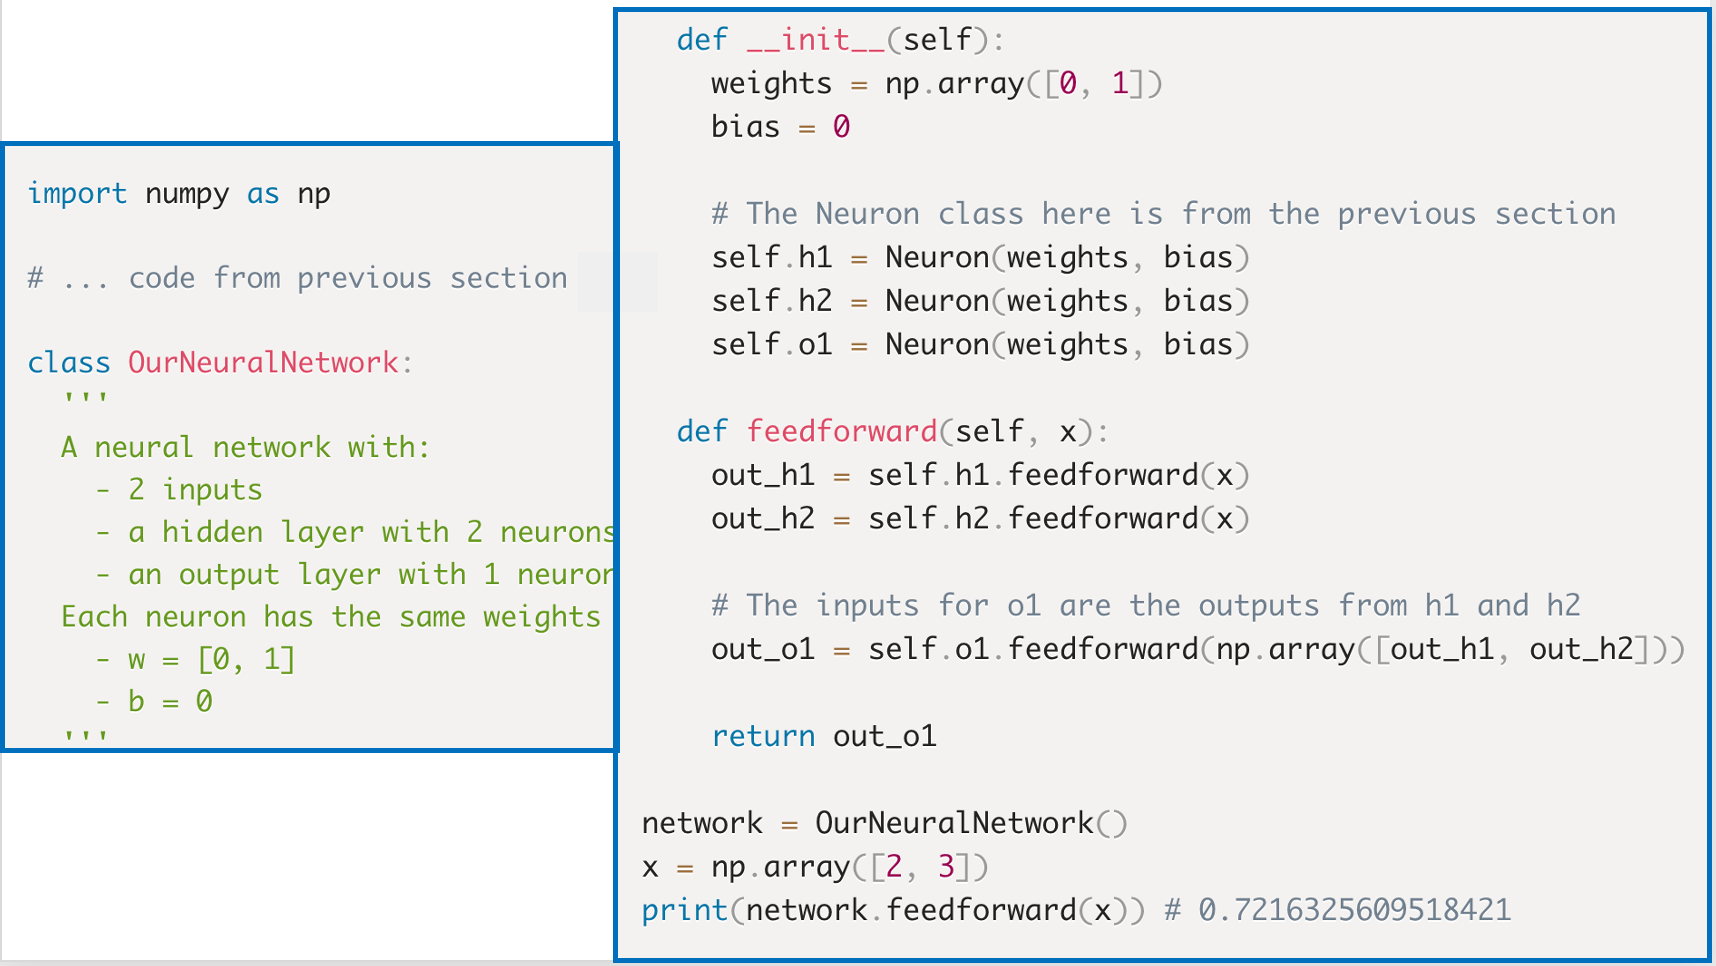 import numpy as np
# ... code from previous section
class OurNeuralNetwork:
'''
A neural network with:
- 2 inputs
- a hidden layer with 2 neurons
- an output layer with 1 neuron
Each neuron has the same weights
- w = [0, 1]
- b = 0
'''
def __init__(self):
weights = np.array([0, 1])
bias = 0
# The Neuron class here is from the previous section
self.h1 = Neuron(weights, bias)
self.h2 = Neuron(weights, bias)
self.o1 = Neuron(weights, bias)
def feedforward(self, x):
out_h1 = self.h1.feedforward(x)
out_h2 = self.h2.feedforward(x)
# The inputs for o1 are the outputs from h1 and h2
out_o1 = self.o1.feedforward(np.array([out_h1, out_h2]))
return out_o1
network = OurNeuralNetwork()
x = np.array([2, 3])
print(network.feedforward(x)) # 0.7216325609518421